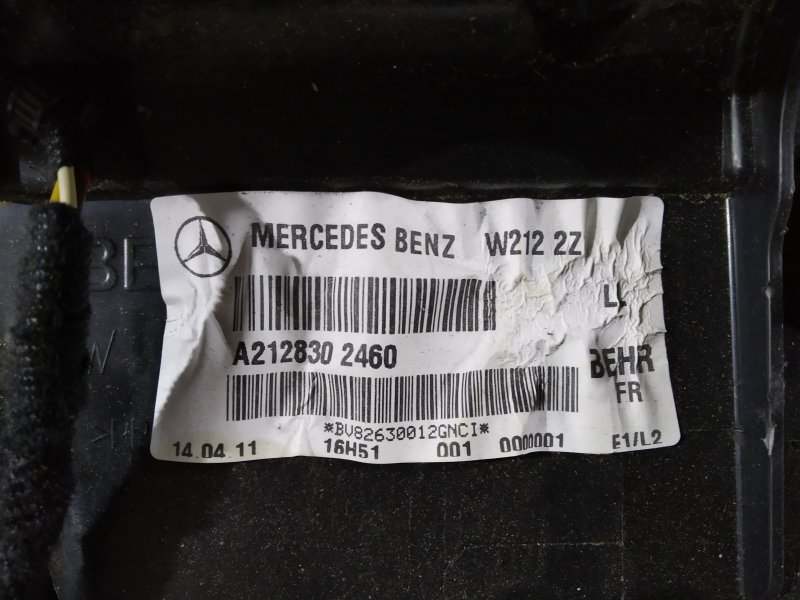 MERCEDES BENZ W212 2Z
A212830 2460
BEHR
FR
*BV82630012GNCI*
14.04.11 16H51 001 0000001 E1/L2